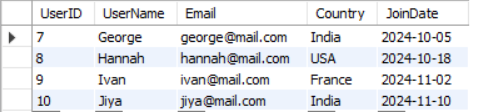 UserID UserName Email Country JoinDate
7 George george@mail.com India 2024-10-05
8 Hannah hannah@mail.com USA 2024-10-18
9 Ivan ivan@mail.com France 2024-11-02
10 Jiya jiya@mail.com India 2024-11-10